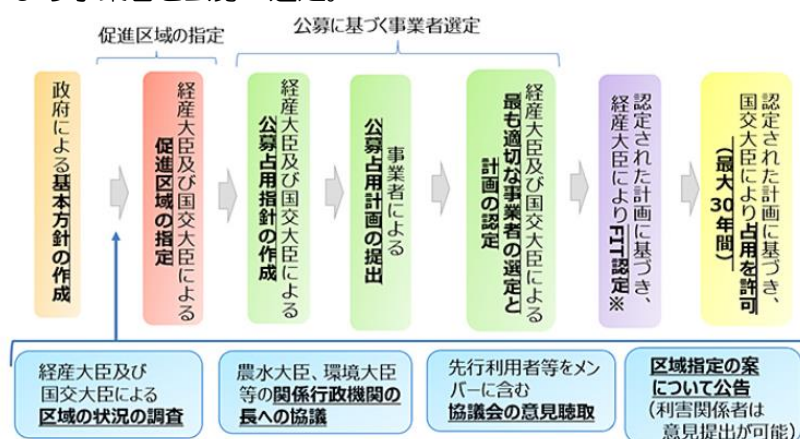 促進区域の指定
公募に基づく事業者選定
政府による基本方針の作成
経産大臣及び国交大臣による
促進区域の指定
経産大臣及び国交大臣による
公募占用指針の作成
事業者による
公募占用計画の提出
経産大臣及び国交大臣による
最も適切な事業者の選定と
計画の認定
認定された計画に基づき、
経産大臣によりFIT認定※
認定された計画に基づき、
国交大臣により占用を許可
(最大30年間)
経産大臣及び
国交大臣による
区域の状況の調査
農水大臣、環境大臣
等の関係行政機関の
長への協議
先行利用者等をメン
バーに含む
協議会の意見聴取
区域指定の案
について公告
(利害関係者は
意見提出が可能)